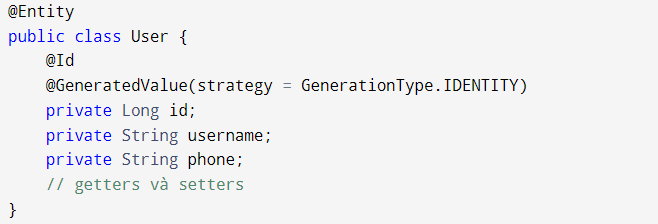 @Entity
public class User {
    @Id
    @GeneratedValue(strategy = GenerationType.IDENTITY)
    private Long id;
    private String username;
    private String phone;
    // getters và setters
}